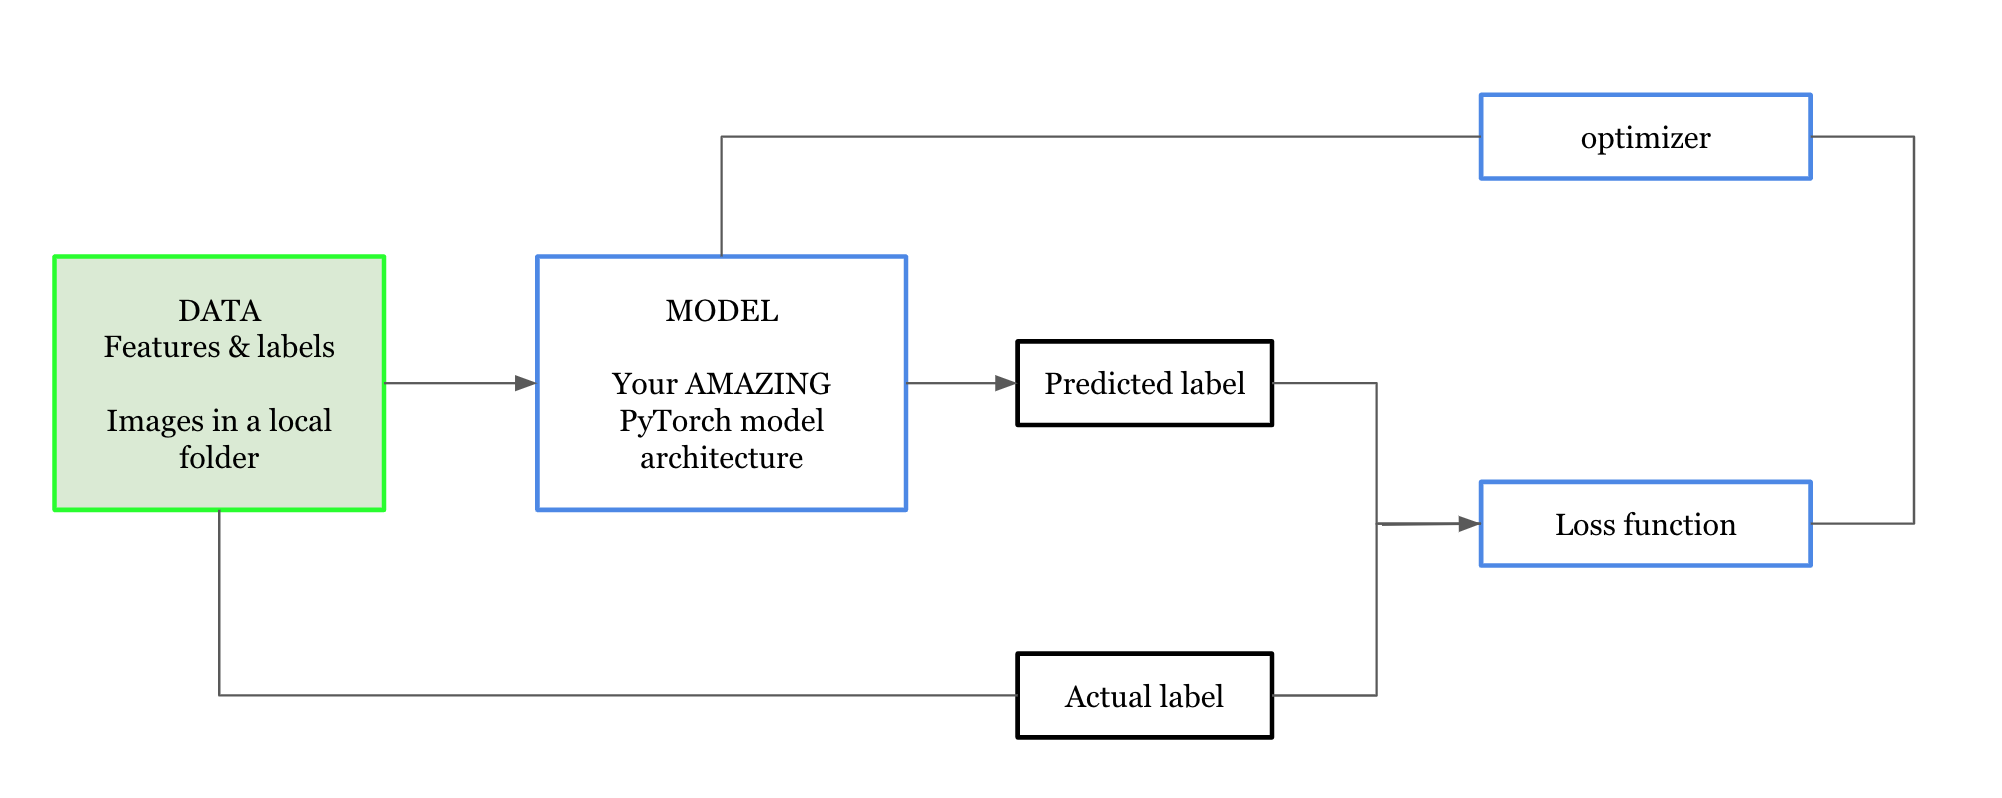 optimizer
DATA
Features & labels
Images in a local
folder
MODEL
Your AMAZING
PyTorch model
architecture
Predicted label
Loss function
Actual label